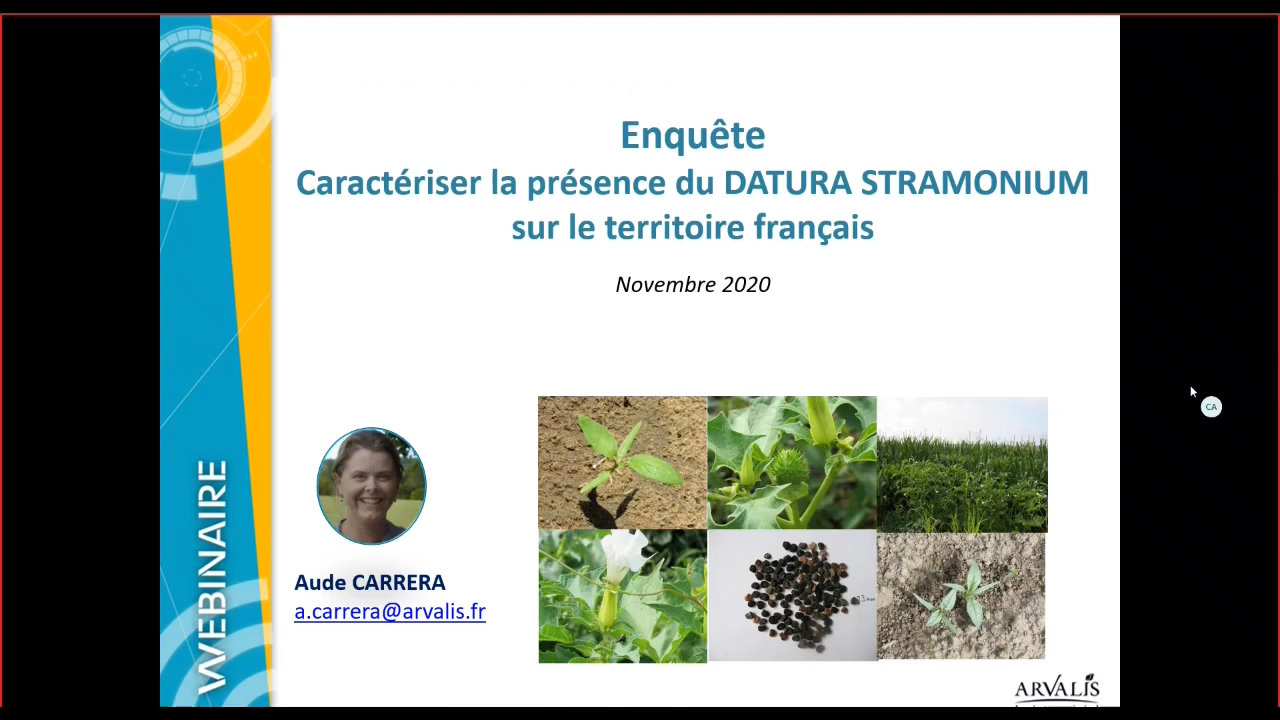 Enquête
Caractériser la présence du DATURA STRAMONIUM
sur le territoire français
Novembre 2020
CA
WEBINAIRE
Aude CARRERA
a.carrera@arvalis.fr
ARVALIS